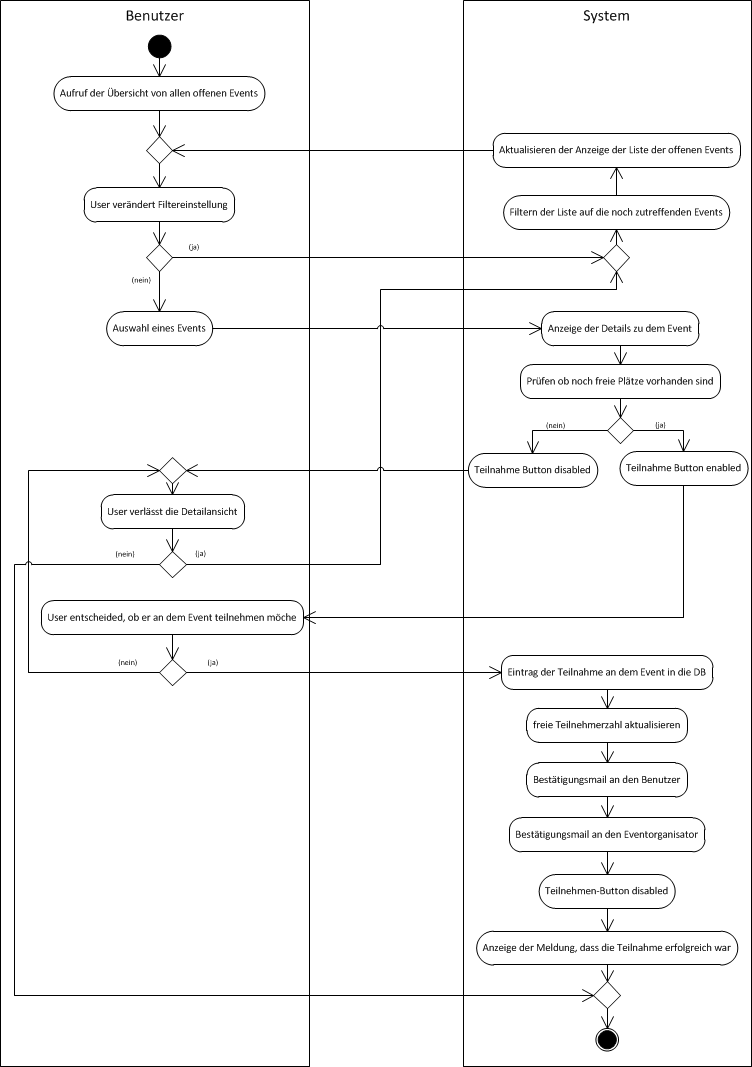 Benutzer
System
Aufruf der Übersicht von allen offenen Events
Aktualisieren der Anzeige der Liste der offenen Events
User verändert Filtereinstellung
Filtern der Liste auf die noch zutreffenden Events
(ja)
(nein)
Auswahl eines Events
Anzeige der Details zu dem Event
Prüfen ob noch freie Plätze vorhanden sind
(nein)
(ja)
Teilnahme Button disabled
Teilnahme Button enabled
User verlässt die Detailansicht
(nein)
(ja)
User entscheided, ob er an dem Event teilnehmen möche
(nein)
(ja)
Eintrag der Teilnahme an dem Event in die DB
freie Teilnehmerzahl aktualisieren
Bestätigungsmail an den Benutzer
Bestätigungsmail an den Eventorganisator
Teilnehmen-Button disabled
Anzeige der Meldung, dass die Teilnahme erfolgreich war